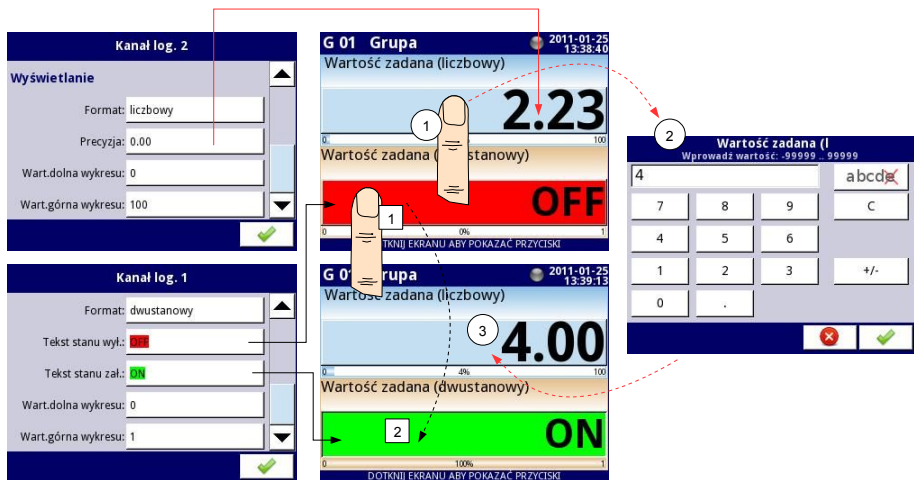 Kanał log. 2
Wyświetlanie
Format: liczbowy
Precyzja: 0.00
Wart.dolna wykresu: 0
Wart.górna wykresu: 100
Kanał log. 1
Format: dwustanowy
Tekst stanu wył.: OFF
Tekst stanu zał.: ON
Wart.dolna wykresu: 0
Wart.górna wykresu: 1
G 01 Grupa
2011-01-25
13:38:40
Wartość zadana (liczbowy)
2.23
1
0 100
Wartość zadana ( stanowy)
OFF
1
0 0% 1
DOTKNIJ EKRANU ABY POKAZAĆ PRZYCISKI
G 01 rupa
2011-01-25
13:39:13
Wartość zadana (liczbowy)
3
4.00
0 4% 100
Wartość zadana (dwustanowy)
ON
2
0 100% 1
DOTKNIJ EKRANU ABY POKAZAĆ PRZYCISKI
2
Wartość zadana (l
Wprowadź wartość: -99999 .. 99999
4 abcde
7 8 9 C
4 5 6
1 2 3 +/-
0 .